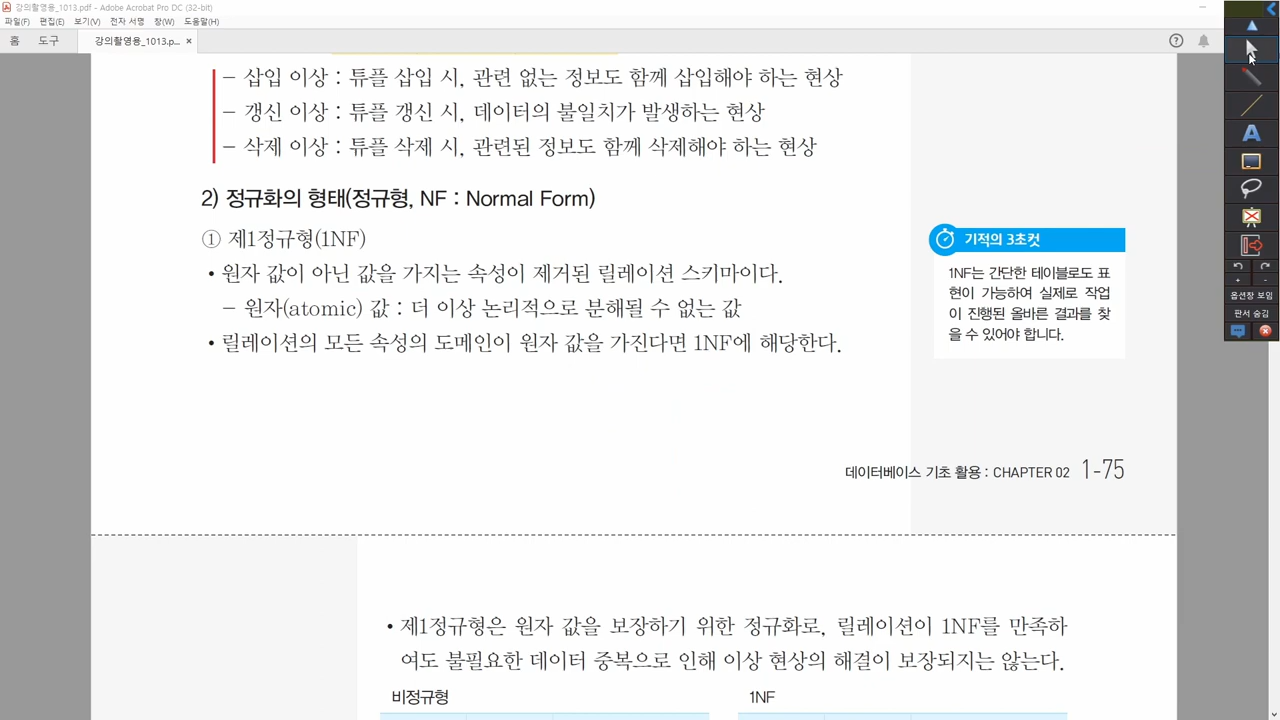 강의촬영용_1013.pdf - Adobe Acrobat Pro DC (32-bit)
파일(F) 편집(E) 보기(V) 전자 서명 창(W) 도움말(H)
홈 도구 강의촬영용_1013.p... ×
– 삽입 이상 : 튜플 삽입 시, 관련 없는 정보도 함께 삽입해야 하는 현상
– 갱신 이상 : 튜플 갱신 시, 데이터의 불일치가 발생하는 현상
– 삭제 이상 : 튜플 삭제 시, 관련된 정보도 함께 삭제해야 하는 현상
2) 정규화의 형태(정규형, NF : Normal Form)
① 제1정규형(1NF)
• 원자 값이 아닌 값을 가지는 속성이 제거된 릴레이션 스키마이다.
– 원자(atomic) 값 : 더 이상 논리적으로 분해될 수 없는 값
• 릴레이션의 모든 속성의 도메인이 원자 값을 가진다면 1NF에 해당한다.
기적의 3초컷
1NF는 간단한 테이블로도 표
현이 가능하여 실제로 작업
이 진행된 올바른 결과를 찾
을 수 있어야 합니다.
옵션장 보임
판서 숨김
데이터베이스 기초 활용 : CHAPTER 02 1-75
• 제1정규형은 원자 값을 보장하기 위한 정규화로, 릴레이션이 1NF를 만족하
여도 불필요한 데이터 중복으로 인해 이상 현상의 해결이 보장되지는 않는다.
비정규형 1NF